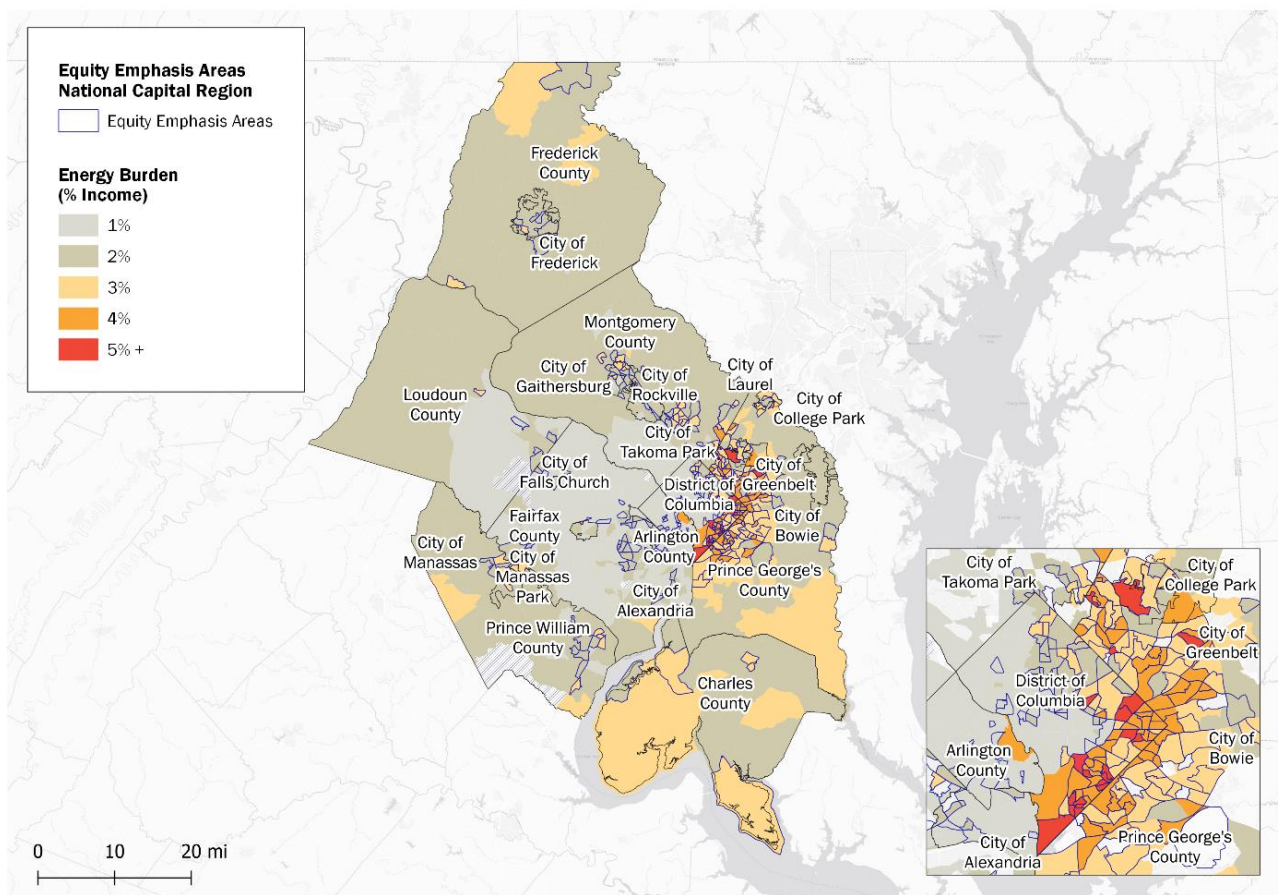 Equity Emphasis Areas
National Capital Region
Equity Emphasis Areas
Energy Burden
(% Income)
1%
2%
3%
4%
5% +
Frederick
County
City of
Frederick
Montgomery
County
City of
Gaithersburg
City of
Rockville
City of
Laurel
City of
College Park
Loudoun
County
City of
Takoma Park
City of
Falls Church
District of
Columbia
City of
Greenbelt
Fairfax
County
Arlington
County
City of
Bowie
City of
Manassas
City of
Manassas
Park
Prince George's
County
City of
Alexandria
Prince William
County
Charles
County
0 10 20 mi
City of
Takoma Park
City of
College Park
City of
Greenbelt
District of
Columbia
Arlington
County
City of
Bowie
City of
Alexandria
Prince George's
County